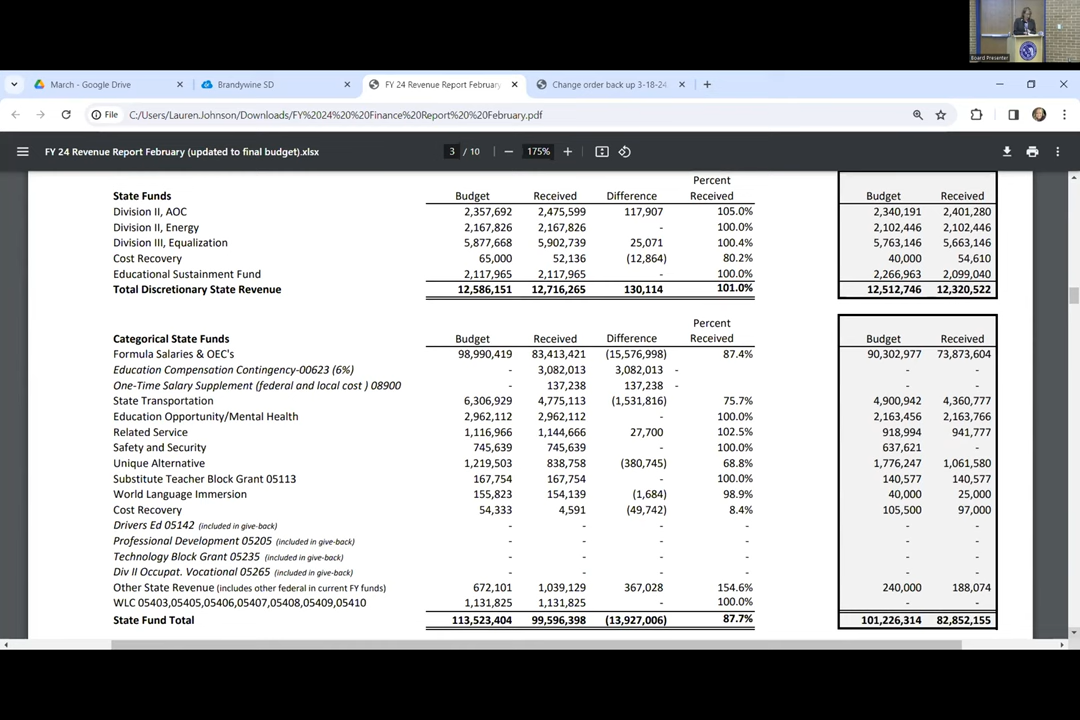 Board Presenter
March - Google Drive Brandywine SD FY 24 Revenue Report February Change order back up 3-18-24
File C:/Users/Lauren.Johnson/Downloads/FY%2024%20%20Finance%20Report%20%20February.pdf
FY 24 Revenue Report February (updated to final budget).xlsx 3 / 10 175%
Percent
State Funds Budget Received Difference Received Budget Received
Division II, AOC 2,357,692 2,475,599 117,907 105.0% 2,340,191 2,401,280
Division II, Energy 2,167,826 2,167,826 - 100.0% 2,102,446 2,102,446
Division III, Equalization 5,877,668 5,902,739 25,071 100.4% 5,763,146 5,663,146
Cost Recovery 65,000 52,136 (12,864) 80.2% 40,000 54,610
Educational Sustainment Fund 2,117,965 2,117,965 - 100.0% 2,266,963 2,099,040
Total Discretionary State Revenue 12,586,151 12,716,265 130,114 101.0% 12,512,746 12,320,522
Percent
Categorical State Funds Budget Received Difference Received Budget Received
Formula Salaries & OEC's 98,990,419 83,413,421 (15,576,998) 87.4% 90,302,977 73,873,604
Education Compensation Contingency-00623 (6%) - 3,082,013 3,082,013 - - -
One-Time Salary Supplement (federal and local cost ) 08900 - 137,238 137,238 - - -
State Transportation 6,306,929 4,775,113 (1,531,816) 75.7% 4,900,942 4,360,777
Education Opportunity/Mental Health 2,962,112 2,962,112 - 100.0% 2,163,456 2,163,766
Related Service 1,116,966 1,144,666 27,700 102.5% 918,994 941,777
Safety and Security 745,639 745,639 - 100.0% 637,621 -
Unique Alternative 1,219,503 838,758 (380,745) 68.8% 1,776,247 1,061,580
Substitute Teacher Block Grant 05113 167,754 167,754 - 100.0% 140,577 140,577
World Language Immersion 155,823 154,139 (1,684) 98.9% 40,000 25,000
Cost Recovery 54,333 4,591 (49,742) 8.4% 105,500 97,000
Drivers Ed 05142 (included in give-back) - - - - - -
Professional Development 05205 (included in give-back) - - - - - -
Technology Block Grant 05235 (included in give-back) - - - - - -
Div II Occupat. Vocational 05265 (included in give-back) - - - - - -
Other State Revenue (includes other federal in current FY funds) 672,101 1,039,129 367,028 154.6% 240,000 188,074
WLC 05403,05405,05406,05407,05408,05409,05410 1,131,825 1,131,825 - 100.0% - -
State Fund Total 113,523,404 99,596,398 (13,927,006) 87.7% 101,226,314 82,852,155